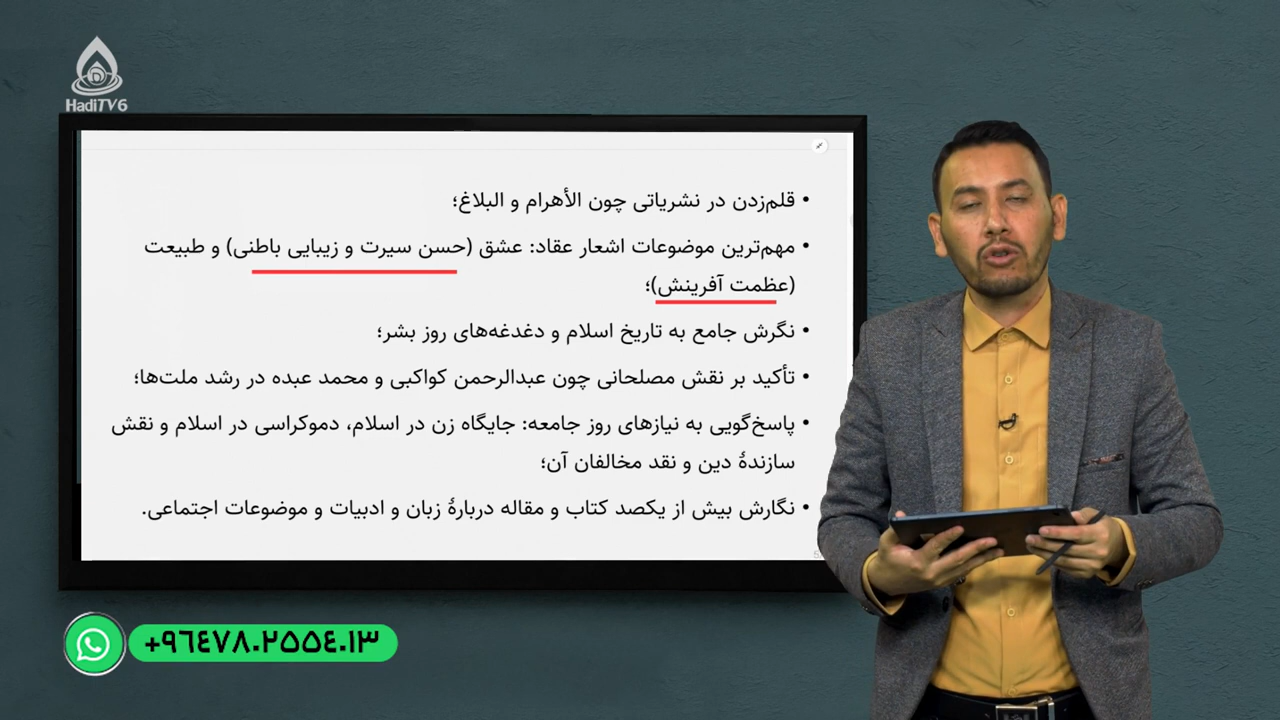 HadiTV6
• قلم‌زدن در نشریاتی چون الأهرام و البلاغ؛
• مهم‌ترین موضوعات اشعار عقاد: عشق (حسن سیرت و زیبایی باطنی) و طبیعت
(عظمت آفرینش)؛
• نگرش جامع به تاریخ اسلام و دغدغه‌های روز بشر؛
• تأکید بر نقش مصلحانی چون عبدالرحمن کواکبی و محمد عبده در رشد ملت‌ها؛
• پاسخ‌گویی به نیازهای روز جامعه: جایگاه زن در اسلام، دموکراسی در اسلام و نقش
سازندهٔ دین و نقد مخالفان آن؛
• نگارش بیش از یکصد کتاب و مقاله دربارهٔ زبان و ادبیات و موضوعات اجتماعی.
+٩٦٤٧٨٠٢٥٥٤٠١٣